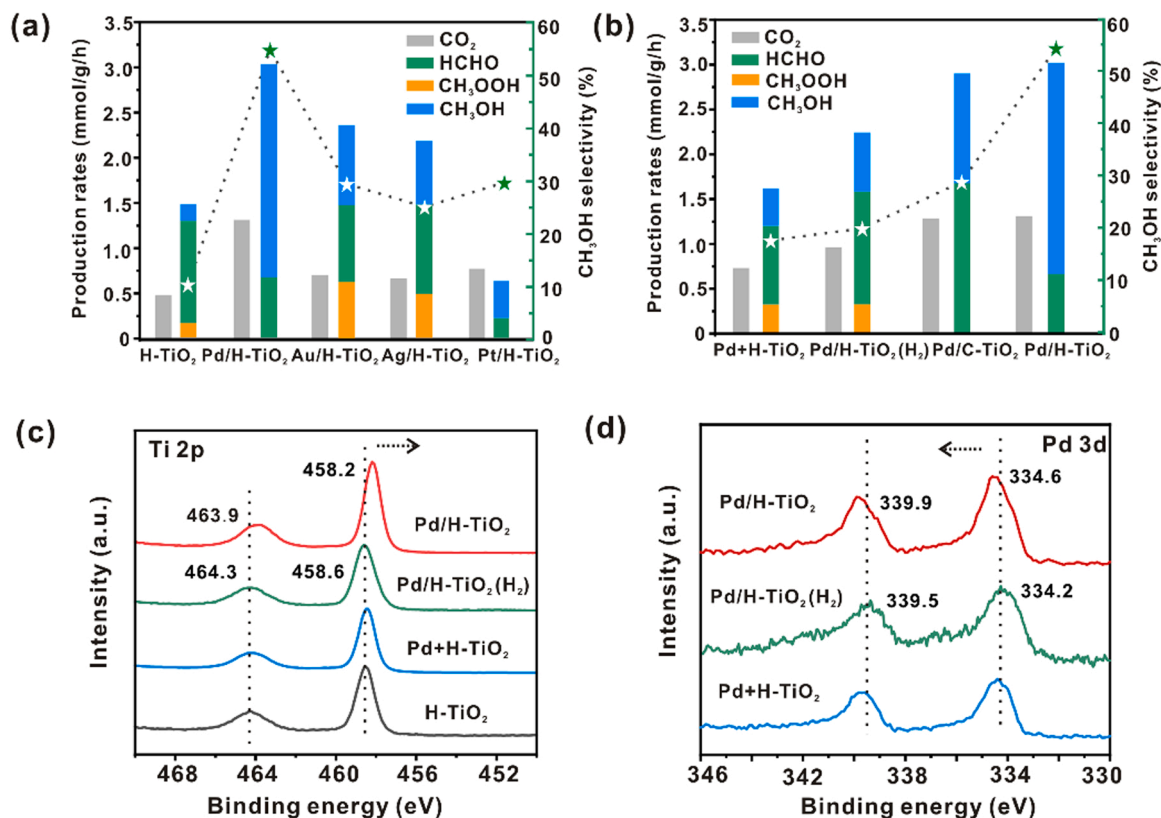 (a)
3.5
3.0
2.5
2.0
1.5
1.0
0.5
0
Production rates (mmol/g/h)
CO₂
HCHO
CH₃OOH
CH₃OH
60
50
40
30
20
10
0
CH₃OH selectivity (%)
H-TiO₂ Pd/H-TiO₂ Au/H-TiO₂ Ag/H-TiO₂ Pt/H-TiO₂
(b)
3.5
3.0
2.5
2.0
1.5
1.0
0.5
0
Production rates (mmol/g/h)
CO₂
HCHO
CH₃OOH
CH₃OH
60
50
40
30
20
10
0
CH₃OH selectivity (%)
Pd+H-TiO₂ Pd/H-TiO₂(H₂) Pd/C-TiO₂ Pd/H-TiO₂
(c)
Ti 2p
458.2
463.9
Pd/H-TiO₂
464.3
458.6
Pd/H-TiO₂(H₂)
Pd+H-TiO₂
H-TiO₂
Intensity (a.u.)
468 464 460 456 452
Binding energy (eV)
(d)
Pd 3d
334.6
339.9
Pd/H-TiO₂
334.2
339.5
Pd/H-TiO₂(H₂)
Pd+H-TiO₂
Intensity (a.u.)
346 342 338 334 330
Binding energy (eV)